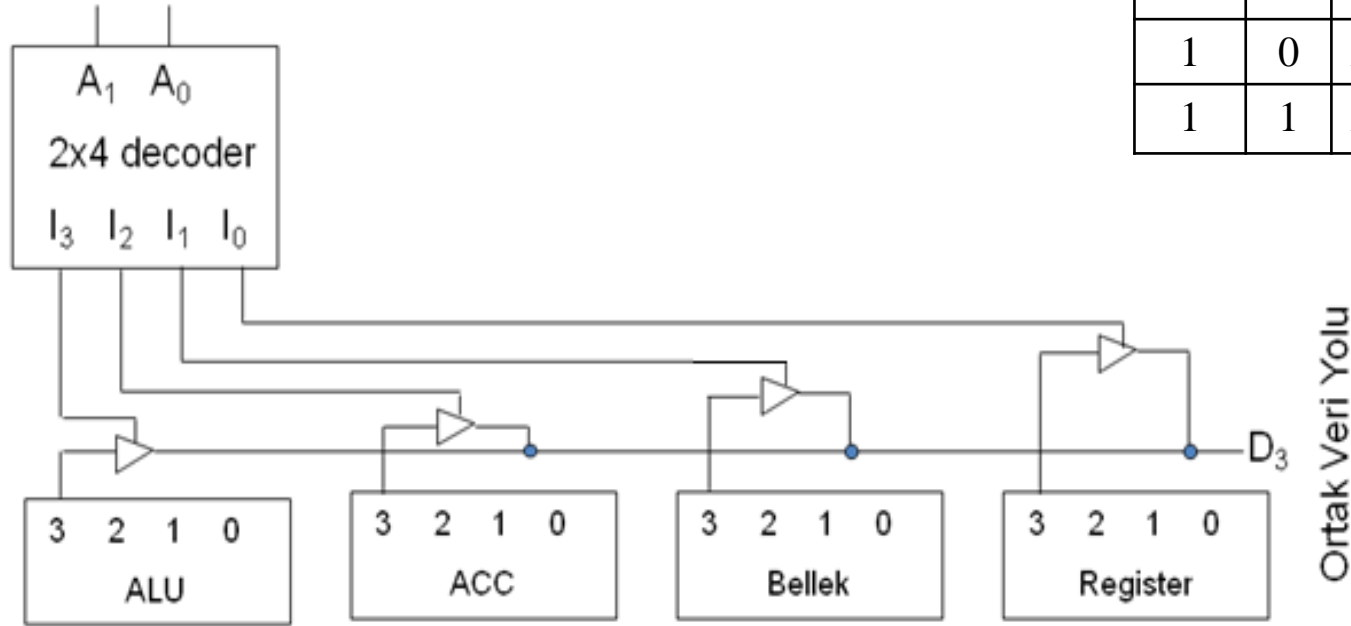 A₁ A₀
2x4 decoder
I₃ I₂ I₁ I₀
1 0
1 1
D₃
Ortak Veri Yolu
3 2 1 0
ALU
3 2 1 0
ACC
3 2 1 0
Bellek
3 2 1 0
Register